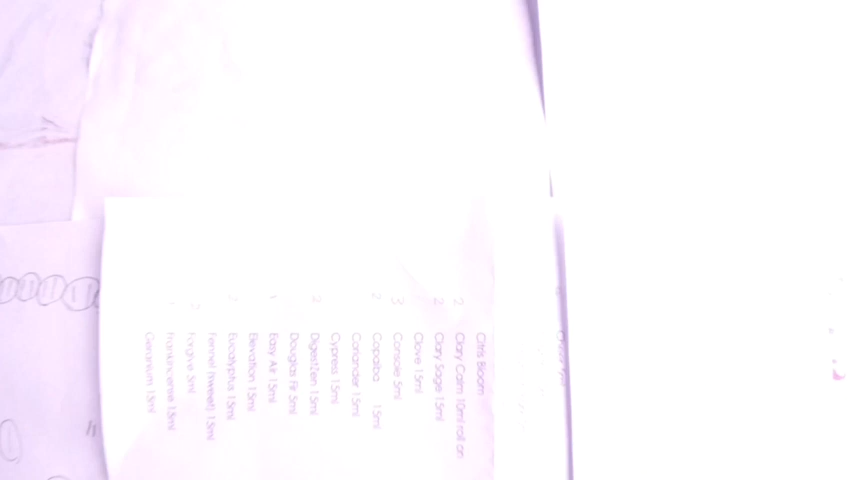 Citris Bloom
2 Clary Calm 10ml roll on
2 Clary Sage 15ml
Clove 15ml
3 Console 5ml
2 Copaiba 15ml
Coriander 15ml
Cypress 15ml
2 DigestZen 15ml
Douglas Fir 5ml
1 Easy Air 15ml
Elevation 15ml
Eucalyptus 15ml
Fennel (sweet) 15ml
Forgive 5ml
Frankincense 15ml
Geranium 15ml